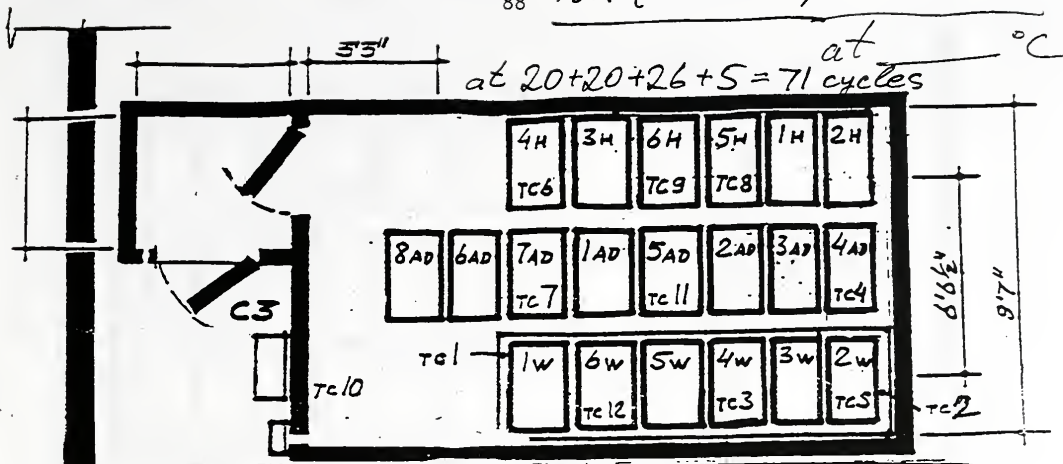 88
at °C
3'3"
at 20+20+26+5=71 cycles
4H 3H 6H 5H 1H 2H
TC6 TC9 TC8
8AD 6AD 7AD 1AD 5AD 2AD 3AD 4AD
TC7 TC11 TC4
C3
9'7"
TC1
1W 6W 5W 4W 3W 2W
TC10
TC12 TC3 TC5
TC2